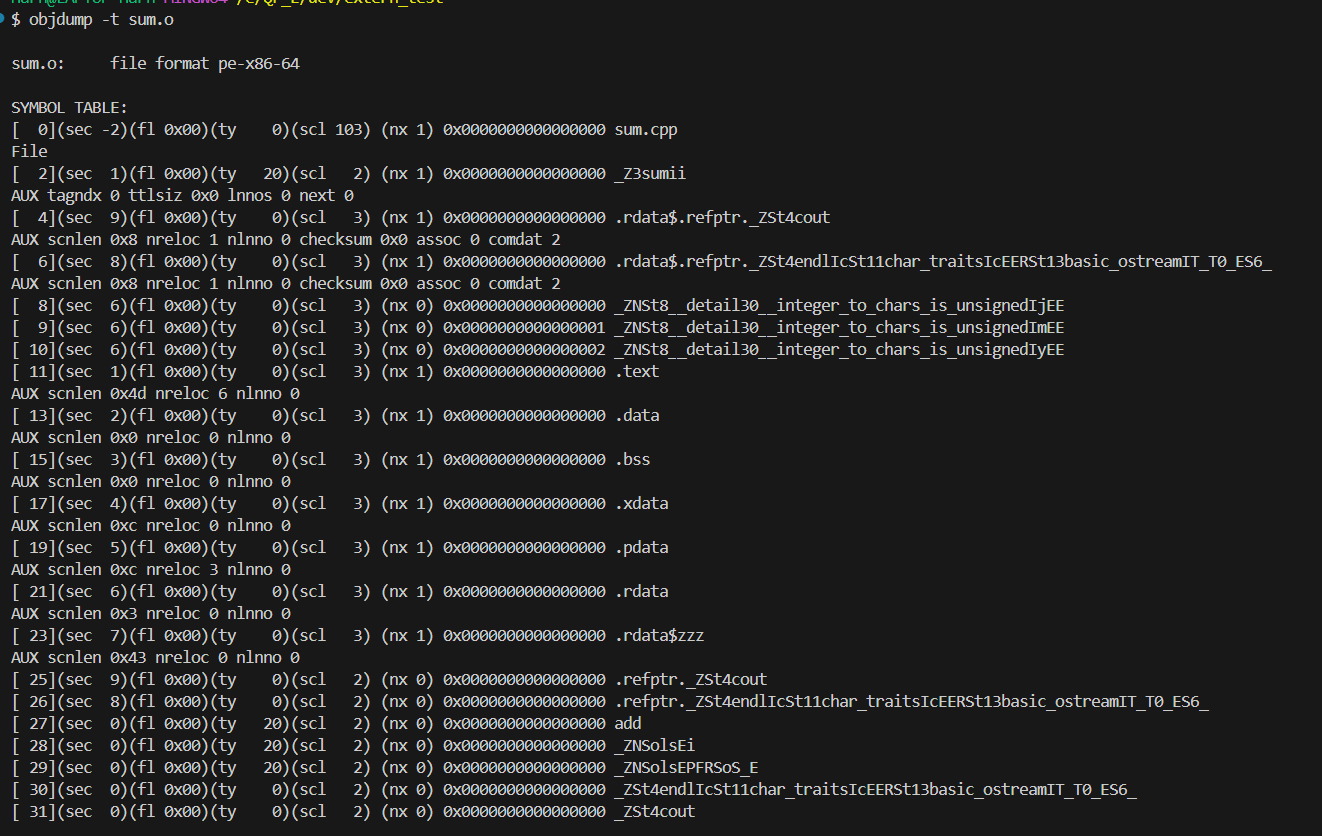 $ objdump -t sum.o
sum.o:     file format pe-x86-64
SYMBOL TABLE:
[  0](sec -2)(fl 0x00)(ty    0)(scl 103) (nx 1) 0x0000000000000000 sum.cpp
File
[  2](sec  1)(fl 0x00)(ty   20)(scl   2) (nx 1) 0x0000000000000000 _Z3sumii
AUX tagndx 0 ttlsiz 0x0 lnnos 0 next 0
[  4](sec  9)(fl 0x00)(ty    0)(scl   3) (nx 1) 0x0000000000000000 .rdata$.refptr._ZSt4cout
AUX scnlen 0x8 nreloc 1 nlnno 0 checksum 0x0 assoc 0 comdat 2
[  6](sec  8)(fl 0x00)(ty    0)(scl   3) (nx 1) 0x0000000000000000 .rdata$.refptr._ZSt4endlIcSt11char_traitsIcEERSt13basic_ostreamIT_T0_ES6_
AUX scnlen 0x8 nreloc 1 nlnno 0 checksum 0x0 assoc 0 comdat 2
[  8](sec  6)(fl 0x00)(ty    0)(scl   3) (nx 0) 0x0000000000000000 _ZNSt8__detail30__integer_to_chars_is_unsignedIjEE
[  9](sec  6)(fl 0x00)(ty    0)(scl   3) (nx 0) 0x0000000000000001 _ZNSt8__detail30__integer_to_chars_is_unsignedImEE
[ 10](sec  6)(fl 0x00)(ty    0)(scl   3) (nx 0) 0x0000000000000002 _ZNSt8__detail30__integer_to_chars_is_unsignedIyEE
[ 11](sec  1)(fl 0x00)(ty    0)(scl   3) (nx 1) 0x0000000000000000 .text
AUX scnlen 0x4d nreloc 6 nlnno 0
[ 13](sec  2)(fl 0x00)(ty    0)(scl   3) (nx 1) 0x0000000000000000 .data
AUX scnlen 0x0 nreloc 0 nlnno 0
[ 15](sec  3)(fl 0x00)(ty    0)(scl   3) (nx 1) 0x0000000000000000 .bss
AUX scnlen 0x0 nreloc 0 nlnno 0
[ 17](sec  4)(fl 0x00)(ty    0)(scl   3) (nx 1) 0x0000000000000000 .xdata
AUX scnlen 0xc nreloc 0 nlnno 0
[ 19](sec  5)(fl 0x00)(ty    0)(scl   3) (nx 1) 0x0000000000000000 .pdata
AUX scnlen 0xc nreloc 3 nlnno 0
[ 21](sec  6)(fl 0x00)(ty    0)(scl   3) (nx 1) 0x0000000000000000 .rdata
AUX scnlen 0x3 nreloc 0 nlnno 0
[ 23](sec  7)(fl 0x00)(ty    0)(scl   3) (nx 1) 0x0000000000000000 .rdata$zzz
AUX scnlen 0x43 nreloc 0 nlnno 0
[ 25](sec  9)(fl 0x00)(ty    0)(scl   2) (nx 0) 0x0000000000000000 .refptr._ZSt4cout
[ 26](sec  8)(fl 0x00)(ty    0)(scl   2) (nx 0) 0x0000000000000000 .refptr._ZSt4endlIcSt11char_traitsIcEERSt13basic_ostreamIT_T0_ES6_
[ 27](sec  0)(fl 0x00)(ty   20)(scl   2) (nx 0) 0x0000000000000000 add
[ 28](sec  0)(fl 0x00)(ty   20)(scl   2) (nx 0) 0x0000000000000000 _ZNSolsEi
[ 29](sec  0)(fl 0x00)(ty   20)(scl   2) (nx 0) 0x0000000000000000 _ZNSolsEPFRSoS_E
[ 30](sec  0)(fl 0x00)(ty    0)(scl   2) (nx 0) 0x0000000000000000 _ZSt4endlIcSt11char_traitsIcEERSt13basic_ostreamIT_T0_ES6_
[ 31](sec  0)(fl 0x00)(ty    0)(scl   2) (nx 0) 0x0000000000000000 _ZSt4cout